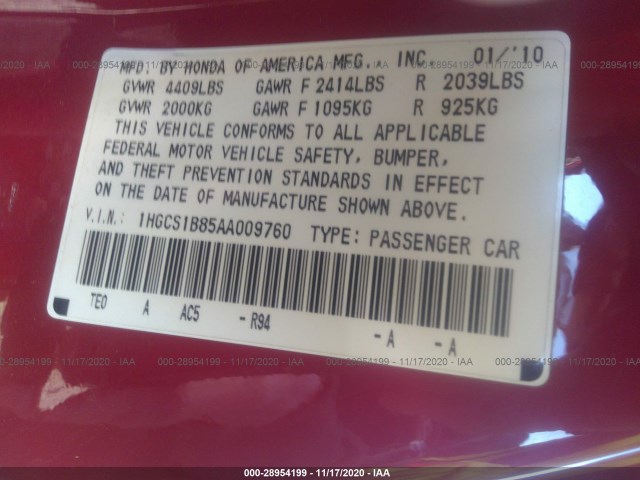 MFD. BY HONDA OF AMERICA MFG., INC. 01/'10
GVWR 4409LBS GAWR F 2414LBS R 2039LBS
GVWR 2000KG GAWR F 1095KG R 925KG
THIS VEHICLE CONFORMS TO ALL APPLICABLE
FEDERAL MOTOR VEHICLE SAFETY, BUMPER,
AND THEFT PREVENTION STANDARDS IN EFFECT
ON THE DATE OF MANUFACTURE SHOWN ABOVE.
V.I.N.: 1HGCS1B85AA009760 TYPE: PASSENGER CAR
TE0 A AC5 -R94 -A -A
000-28954199 - 11/17/2020 - IAA